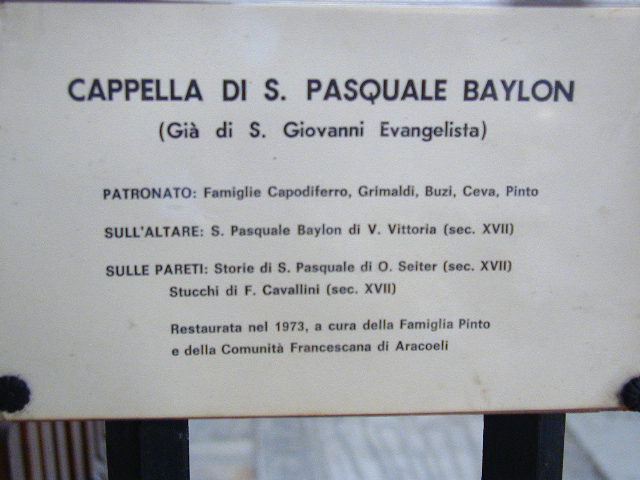 CAPPELLA DI S. PASQUALE BAYLON
(Già di S. Giovanni Evangelista)
PATRONATO: Famiglie Capodiferro, Grimaldi, Buzi, Ceva, Pinto
SULL'ALTARE: S. Pasquale Baylon di V. Vittoria (sec. XVII)
SULLE PARETI: Storie di S. Pasquale di O. Seiter (sec. XVII)
Stucchi di F. Cavallini (sec. XVII)
Restaurata nel 1973, a cura della Famiglia Pinto
e della Comunità Francescana di Aracoeli